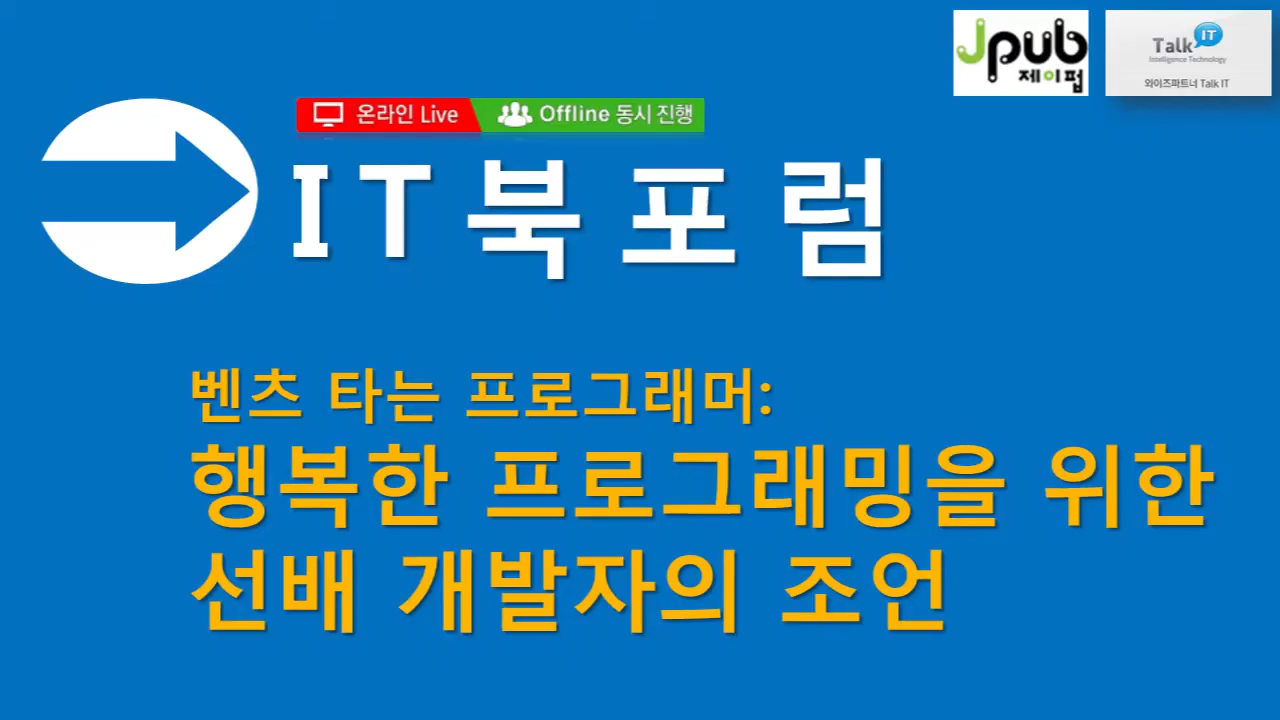 Jpub
제이펍
Talk IT
Intelligence Technology
와이즈파트너 Talk IT
온라인 Live
Offline 동시 진행
IT북포럼
벤츠 타는 프로그래머:
행복한 프로그래밍을 위한
선배 개발자의 조언